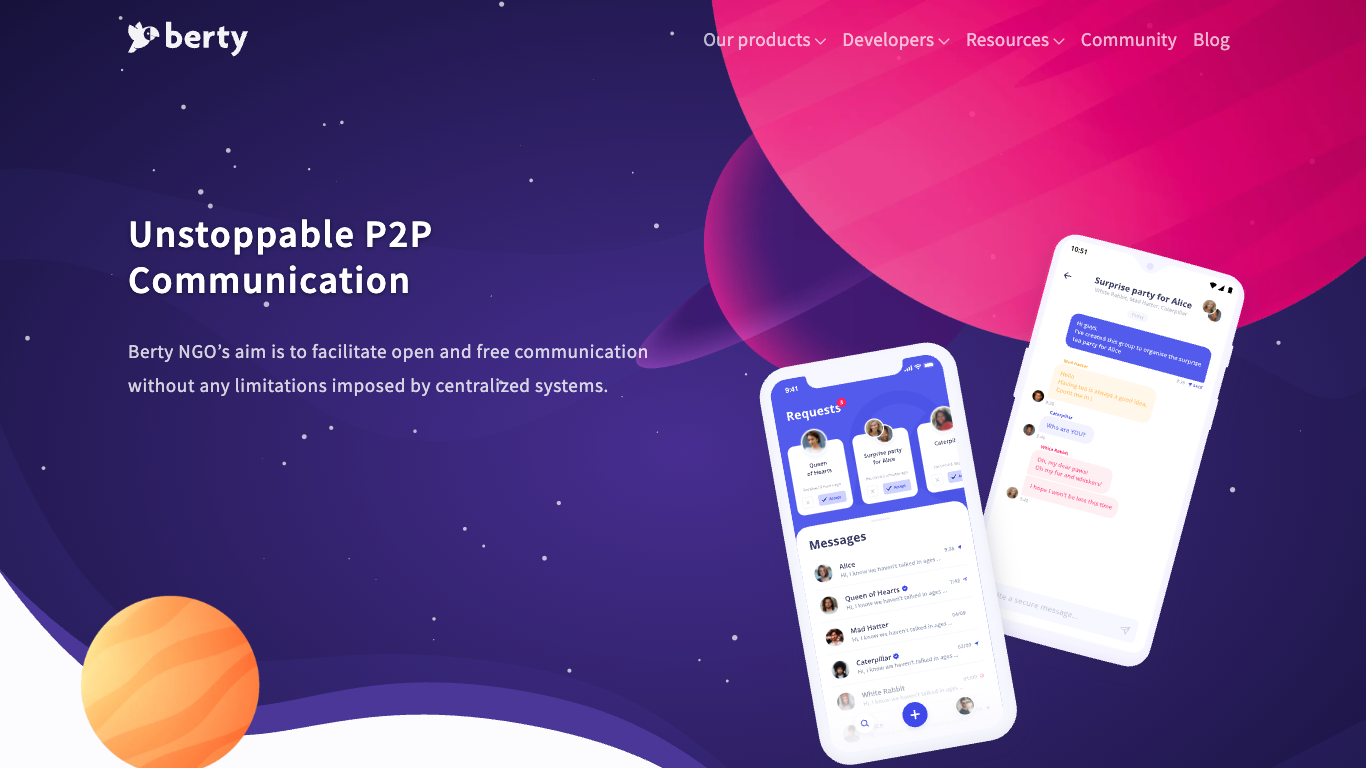 berty
Our products
Developers
Resources
Community
Blog
Unstoppable P2P
Communication
Berty NGO’s aim is to facilitate open and free communication
without any limitations imposed by centralized systems.
9:41
Requests
5
Queen
of Hearts
Accept
Surprise party
for Alice
Accept
Caterpil
Messages
Alice
Hi, I know we haven't talked in ages ...
Queen of Hearts
Hi, I know we haven't talked in ages ...
Mad Hatter
Hi, I know we haven't talked in ages ...
Caterpillar
Hi, I know we haven't talked in ages ...
White Rabbit
Hi, I know we haven't talked in ages ...
10:51
Surprise party for Alice
White Rabbit, Mad Hatter, Caterpillar
Hi guys,
I've created this group to organise the surprise
tea party for Alice
Mad Hatter
Hello
Having tea is always a good idea.
Count me in !
Caterpillar
Who are YOU?
White Rabbit
Oh, my dear paws!
Oh my fur and whiskers!
I hope I won't be late this time
te a secure message...